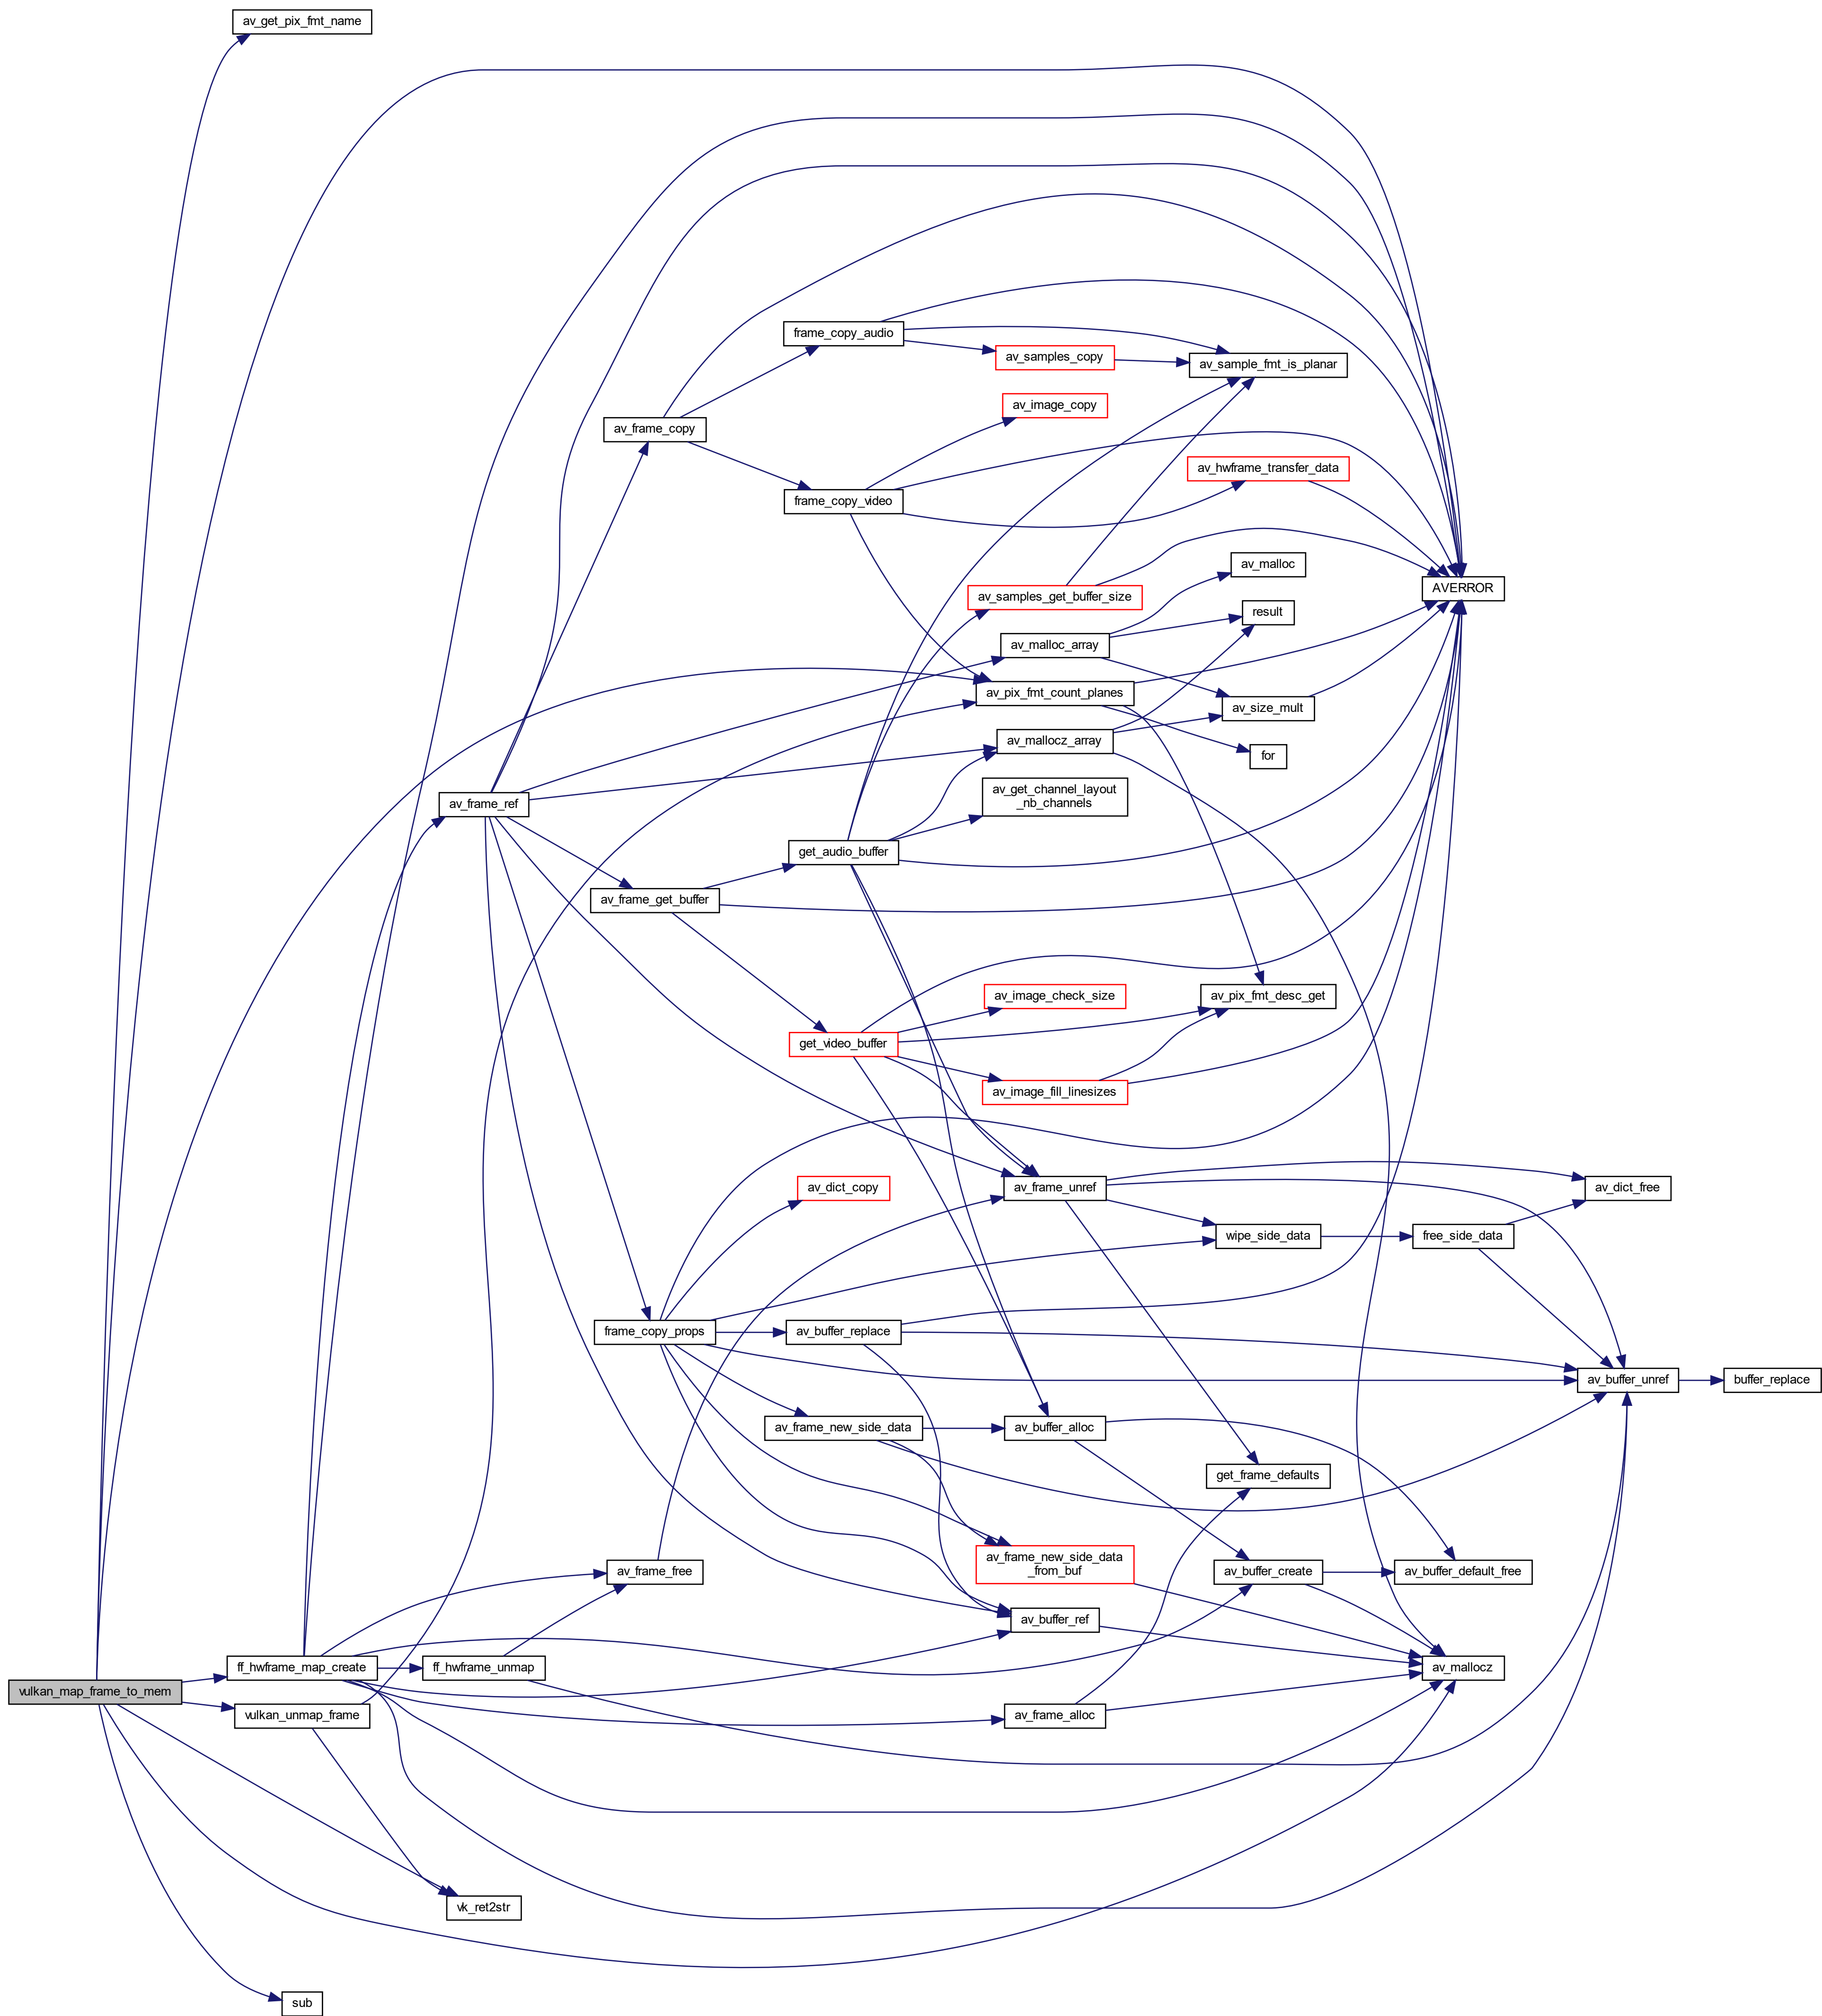 av_get_pix_fmt_name
frame_copy_audio
av_samples_copy
av_sample_fmt_is_planar
av_image_copy
av_frame_copy
av_hwframe_transfer_data
frame_copy_video
av_malloc
AVERROR
av_samples_get_buffer_size
result
av_malloc_array
av_pix_fmt_count_planes
av_size_mult
av_mallocz_array
for
av_get_channel_layout
_nb_channels
av_frame_ref
get_audio_buffer
av_frame_get_buffer
av_image_check_size
av_pix_fmt_desc_get
get_video_buffer
av_image_fill_linesizes
av_dict_copy
av_frame_unref
av_dict_free
wipe_side_data
free_side_data
frame_copy_props
av_buffer_replace
av_buffer_unref
buffer_replace
av_frame_new_side_data
av_buffer_alloc
get_frame_defaults
av_frame_new_side_data
_from_buf
av_frame_free
av_buffer_create
av_buffer_default_free
av_buffer_ref
ff_hwframe_map_create
ff_hwframe_unmap
av_mallocz
vulkan_map_frame_to_mem
vulkan_unmap_frame
av_frame_alloc
vk_ret2str
sub